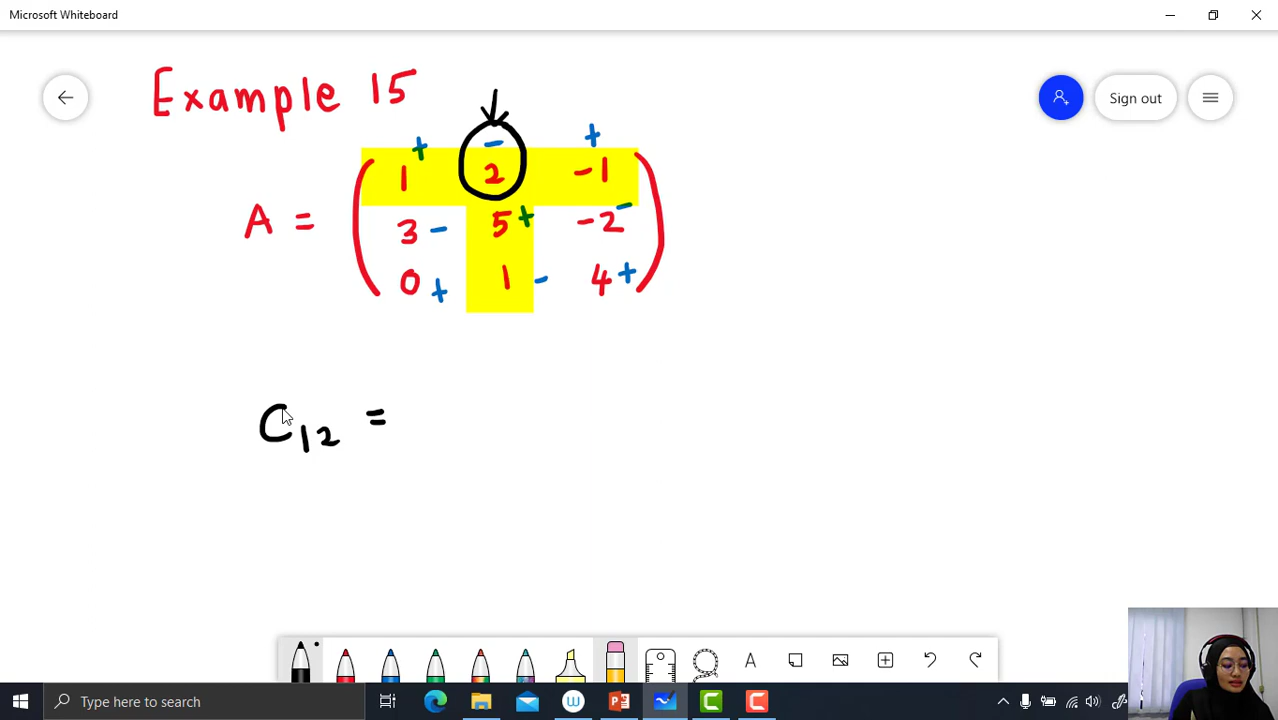 Microsoft Whiteboard
Example 15
Sign out
+ - +
1 2 -1
A = 3 - 5 + -2 -
0 + 1 - 4 +
C12 =
A
Type here to search